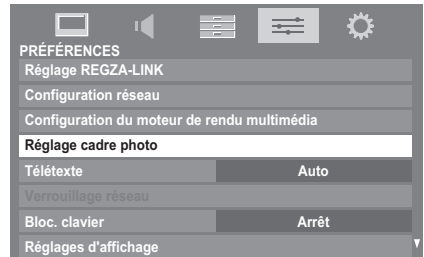 PRÉFÉRENCES
Réglage REGZA-LINK
Configuration réseau
Configuration du moteur de rendu multimédia
Réglage cadre photo
Télétexte Auto
Verrouillage réseau
Bloc. clavier Arrêt
Réglages d'affichage